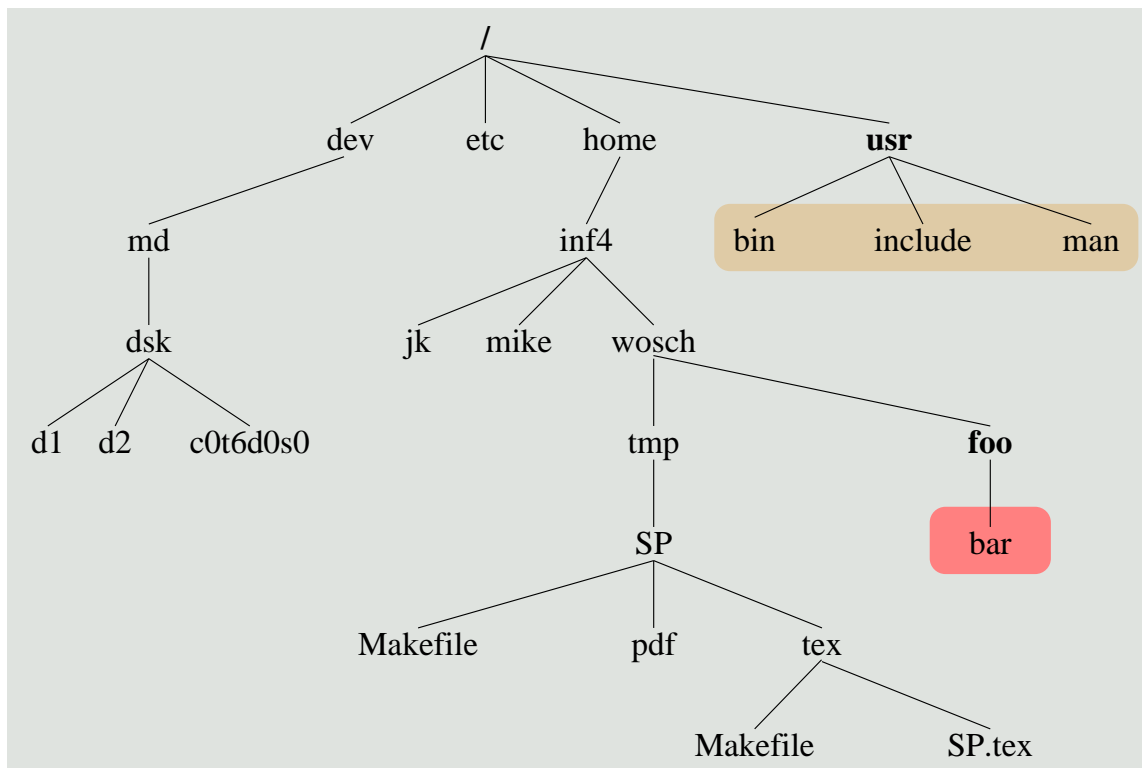 /
dev etc home usr
md inf4 bin include man
dsk jk mike wosch
d1 d2 c0t6d0s0 tmp foo
SP bar
Makefile pdf tex
Makefile SP.tex